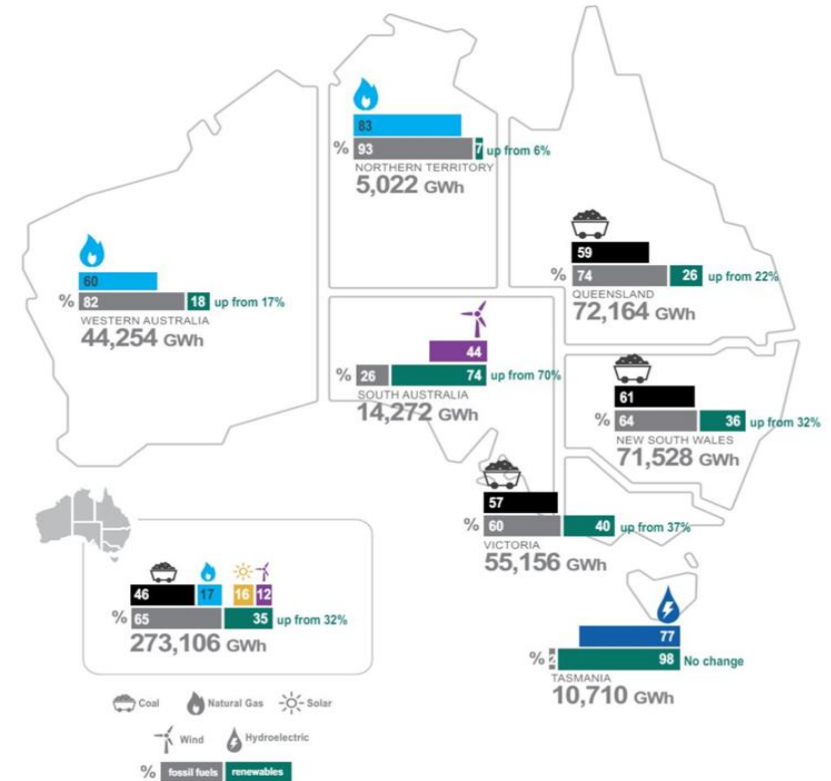 83
% 93 7 up from 6%
NORTHERN TERRITORY
5,022 GWh
60
% 82 18 up from 17%
WESTERN AUSTRALIA
44,254 GWh
59
% 74 26 up from 22%
QUEENSLAND
72,164 GWh
44
% 26 74 up from 70%
SOUTH AUSTRALIA
14,272 GWh
61
% 64 36 up from 32%
NEW SOUTH WALES
71,528 GWh
57
% 60 40 up from 37%
VICTORIA
55,156 GWh
46 17 16 12
% 65 35 up from 32%
273,106 GWh
77
% 2 98 No change
TASMANIA
10,710 GWh
Coal Natural Gas Solar
Wind Hydroelectric
% fossil fuels renewables